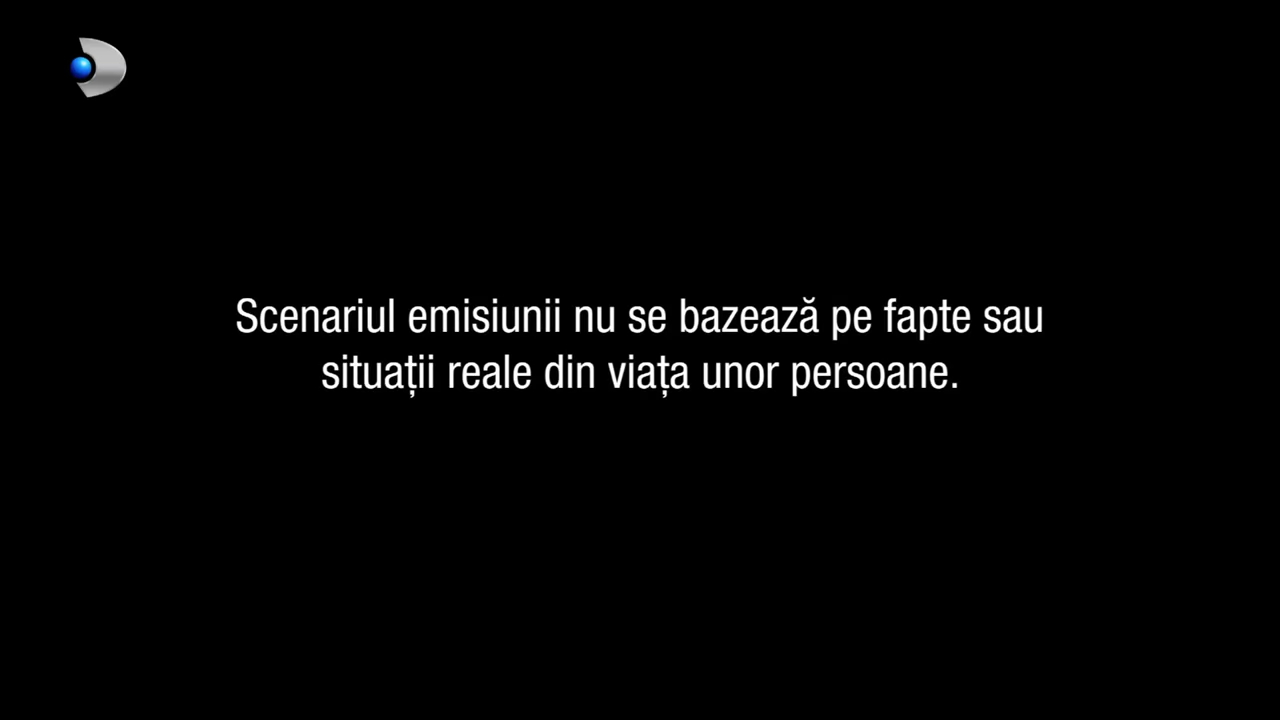 Scenariul emisiunii nu se bazează pe fapte sau
situații reale din viața unor persoane.